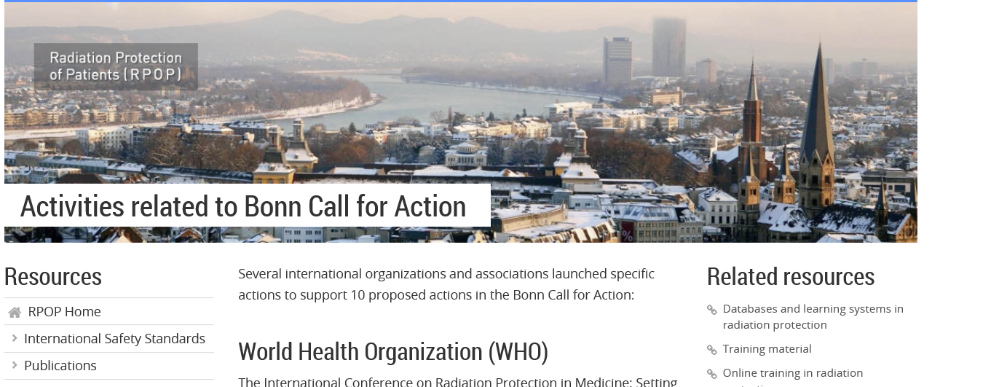 Radiation Protection
of Patients (RPOP)
Activities related to Bonn Call for Action
Resources
RPOP Home
International Safety Standards
Publications
Several international organizations and associations launched specific
actions to support 10 proposed actions in the Bonn Call for Action:
World Health Organization (WHO)
The International Conference on Radiation Protection in Medicine: Setting
Related resources
Databases and learning systems in
radiation protection
Training material
Online training in radiation